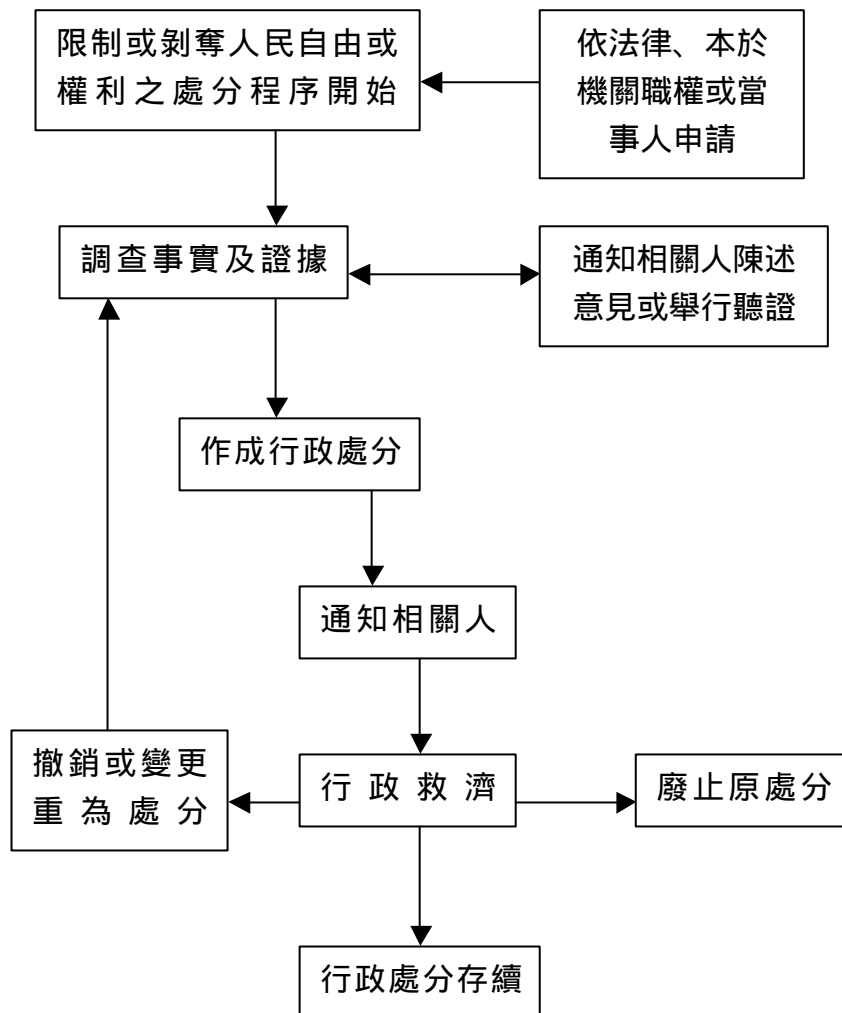 限制或剝奪人民自由或
權利之處分程序開始
依法律、本於
機關職權或當
事人申請
調查事實及證據
通知相關人陳述
意見或舉行聽證
作成行政處分
通知相關人
撤銷或變更
重為處分
行政救濟
廢止原處分
行政處分存續